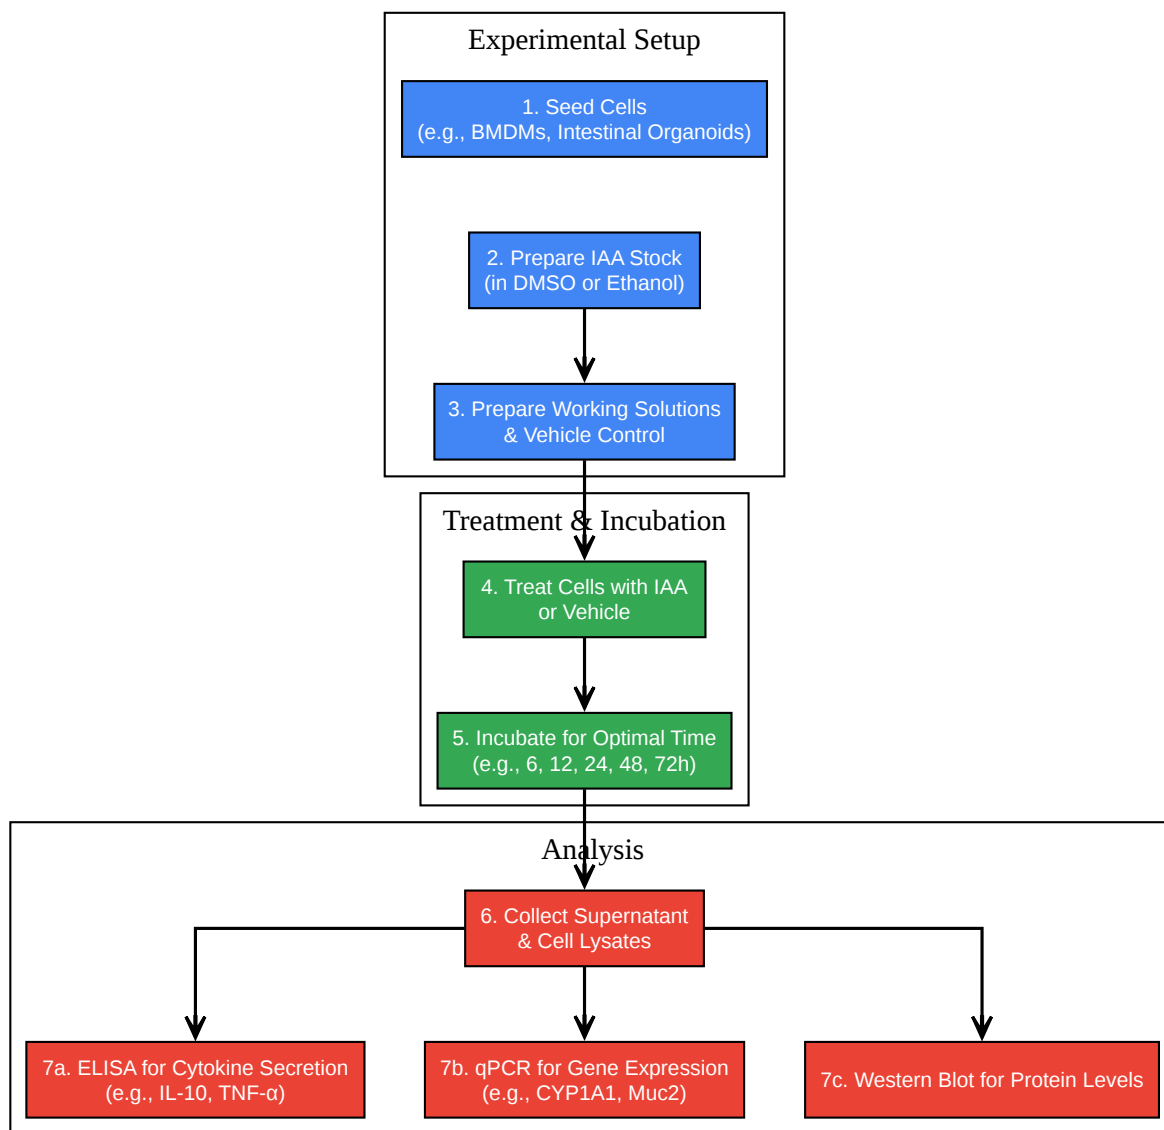 Experimental Setup
1. Seed Cells
(e.g., BMDMs, Intestinal Organoids)
2. Prepare IAA Stock
(in DMSO or Ethanol)
3. Prepare Working Solutions
& Vehicle Control
Treatment & Incubation
4. Treat Cells with IAA
or Vehicle
5. Incubate for Optimal Time
(e.g., 6, 12, 24, 48, 72h)
Analysis
6. Collect Supernatant
& Cell Lysates
7a. ELISA for Cytokine Secretion
(e.g., IL-10, TNF-α)
7b. qPCR for Gene Expression
(e.g., CYP1A1, Muc2)
7c. Western Blot for Protein Levels